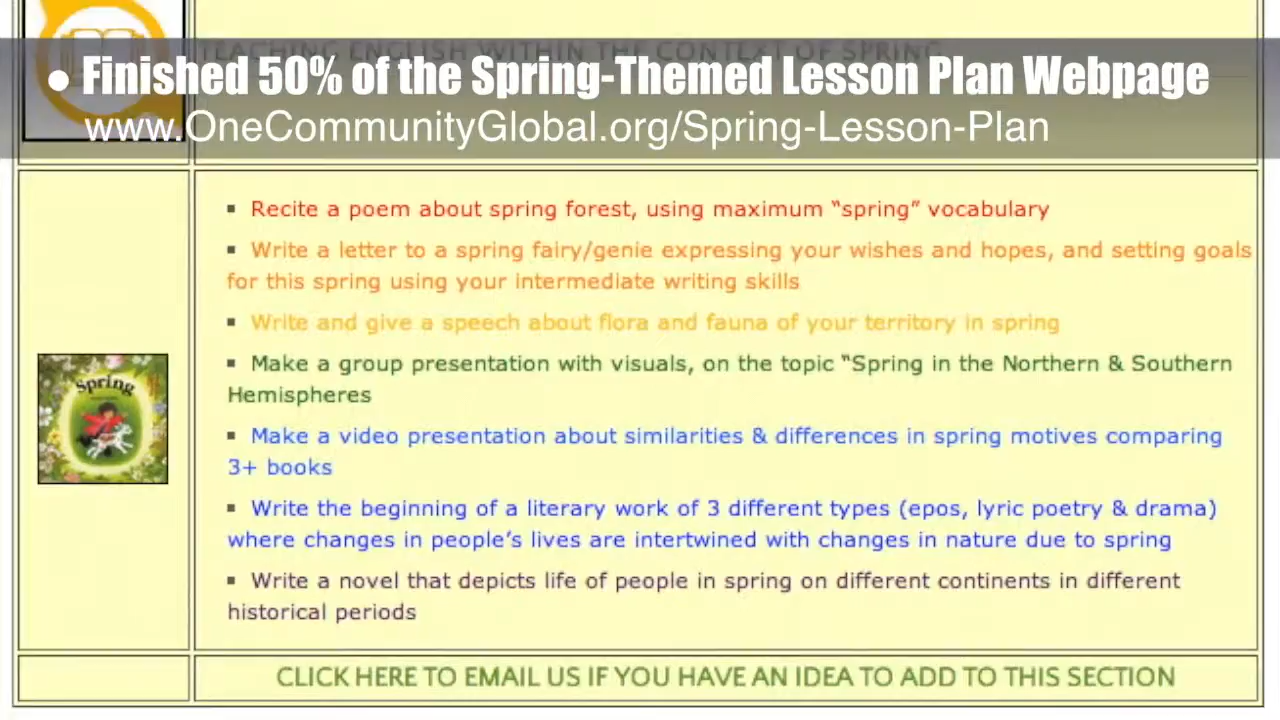 TEACHING ENGLISH WITHIN THE CONTEXT OF SPRING
• Finished 50% of the Spring-Themed Lesson Plan Webpage
www.OneCommunityGlobal.org/Spring-Lesson-Plan
▪ Recite a poem about spring forest, using maximum “spring” vocabulary
▪ Write a letter to a spring fairy/genie expressing your wishes and hopes, and setting goals
for this spring using your intermediate writing skills
▪ Write and give a speech about flora and fauna of your territory in spring
▪ Make a group presentation with visuals, on the topic “Spring in the Northern & Southern
Hemispheres
▪ Make a video presentation about similarities & differences in spring motives comparing
3+ books
▪ Write the beginning of a literary work of 3 different types (epos, lyric poetry & drama)
where changes in people’s lives are intertwined with changes in nature due to spring
▪ Write a novel that depicts life of people in spring on different continents in different
historical periods
Spring
CLICK HERE TO EMAIL US IF YOU HAVE AN IDEA TO ADD TO THIS SECTION